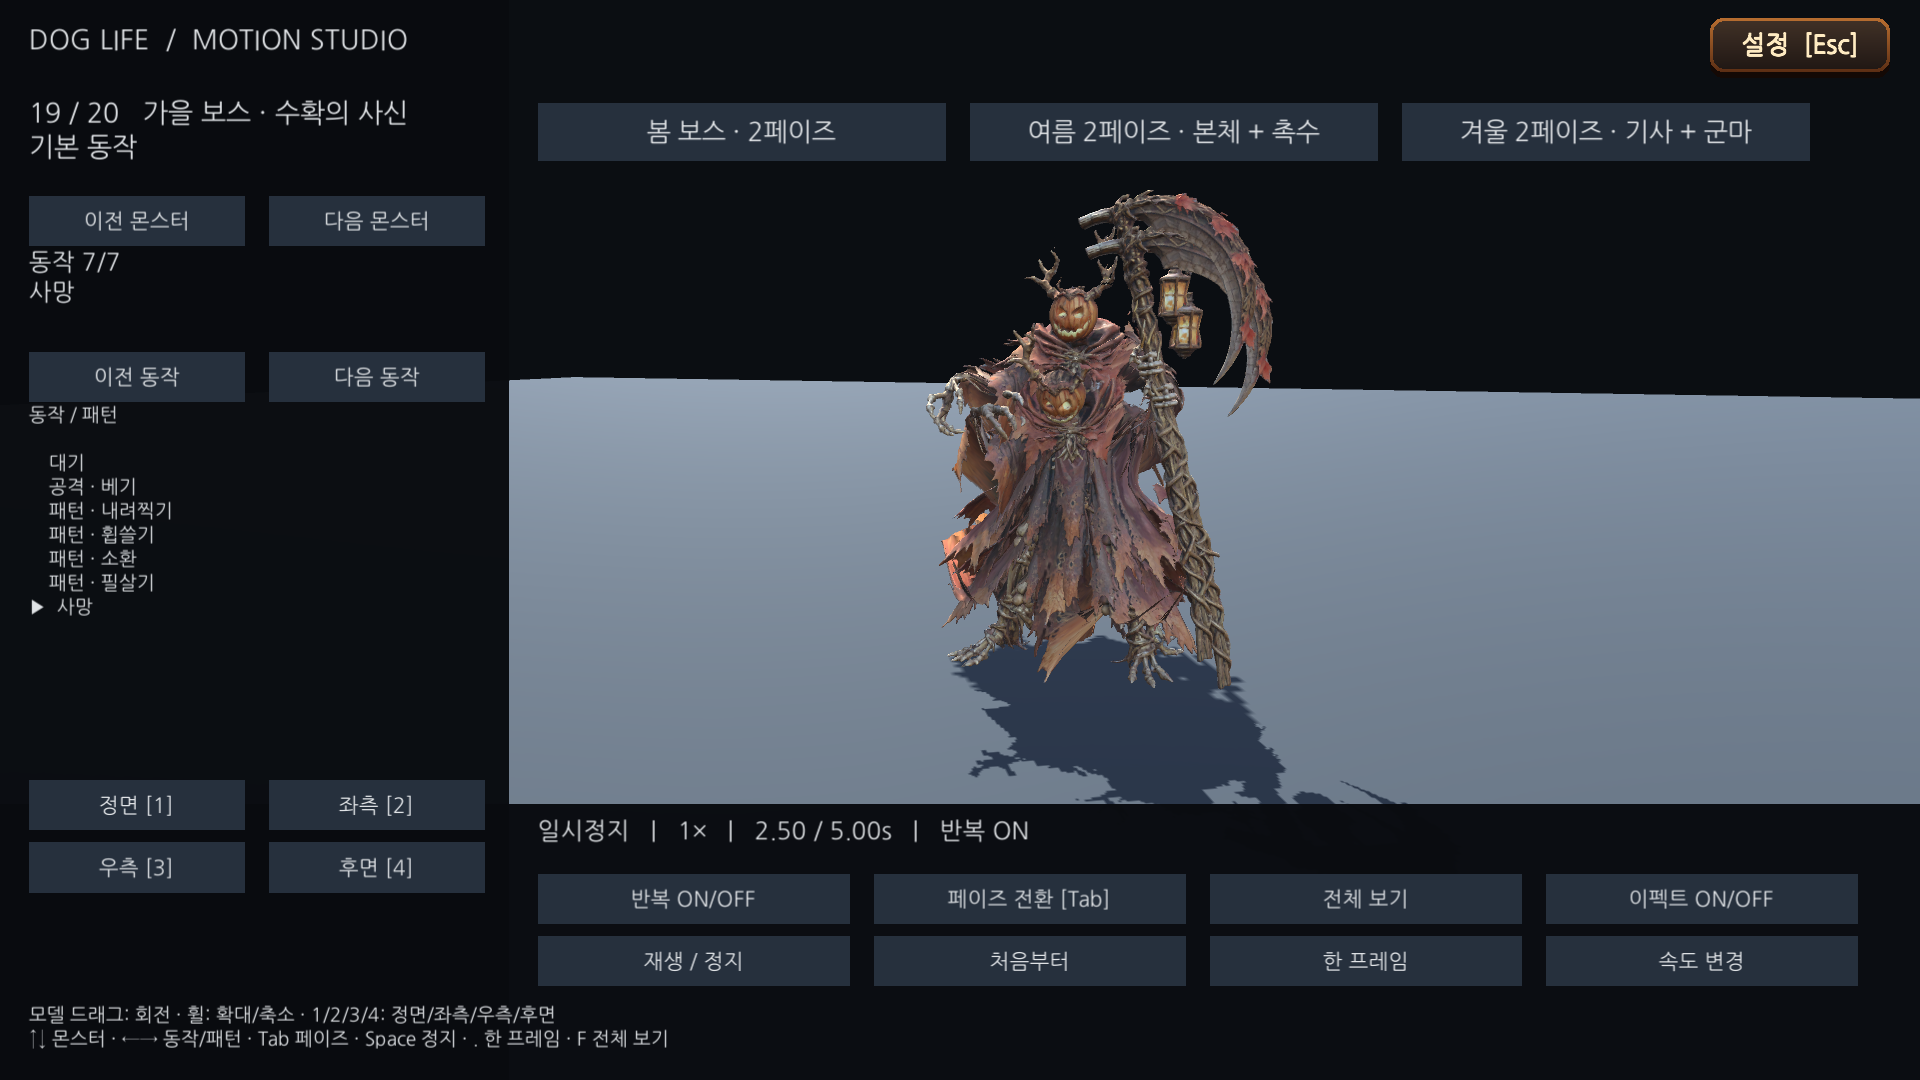 DOG LIFE / MOTION STUDIO
설정 [Esc]
19 / 20 가을 보스 · 수확의 사신
기본 동작
봄 보스 · 2페이즈
여름 2페이즈 · 본체 + 촉수
겨울 2페이즈 · 기사 + 군마
이전 몬스터
다음 몬스터
동작 7/7
사망
이전 동작
다음 동작
동작 / 패턴
대기
공격 · 베기
패턴 · 내려찍기
패턴 · 휩쓸기
패턴 · 소환
패턴 · 필살기
▶ 사망
정면 [1]
좌측 [2]
우측 [3]
후면 [4]
일시정지 | 1× | 2.50 / 5.00s | 반복 ON
반복 ON/OFF
페이즈 전환 [Tab]
전체 보기
이펙트 ON/OFF
재생 / 정지
처음부터
한 프레임
속도 변경
모델 드래그: 회전 · 휠: 확대/축소 · 1/2/3/4: 정면/좌측/우측/후면
↑↓ 몬스터 · ←→ 동작/패턴 · Tab 페이즈 · Space 정지 · . 한 프레임 · F 전체 보기